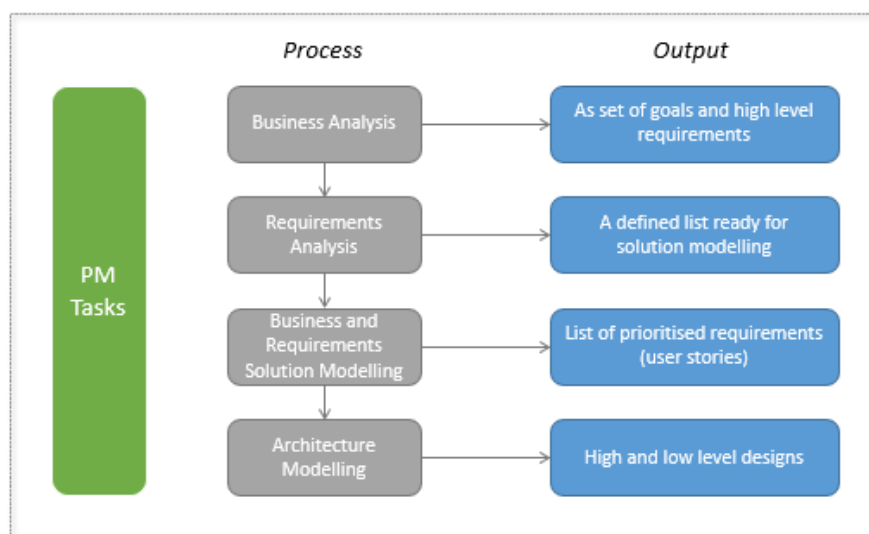 Process
Output
PM
Tasks
Business Analysis
As set of goals and high level
requirements
Requirements
Analysis
A defined list ready for
solution modelling
Business and
Requirements
Solution Modelling
List of prioritised requirements
(user stories)
Architecture
Modelling
High and low level designs